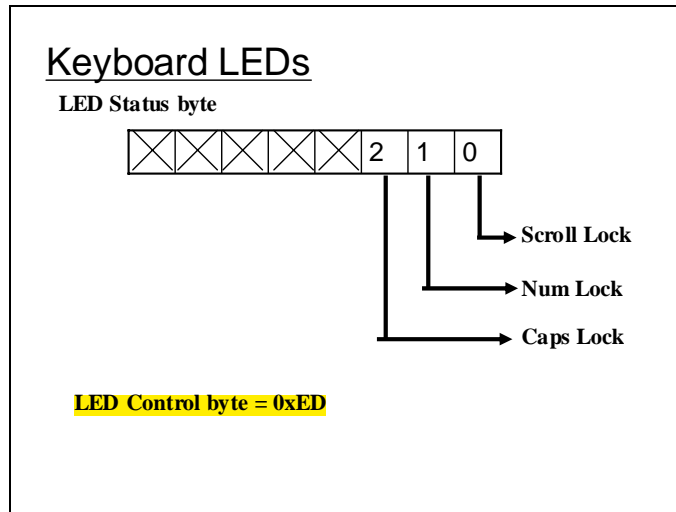 Keyboard LEDs
LED Status byte
2 1 0
Scroll Lock
Num Lock
Caps Lock
LED Control byte = 0xED